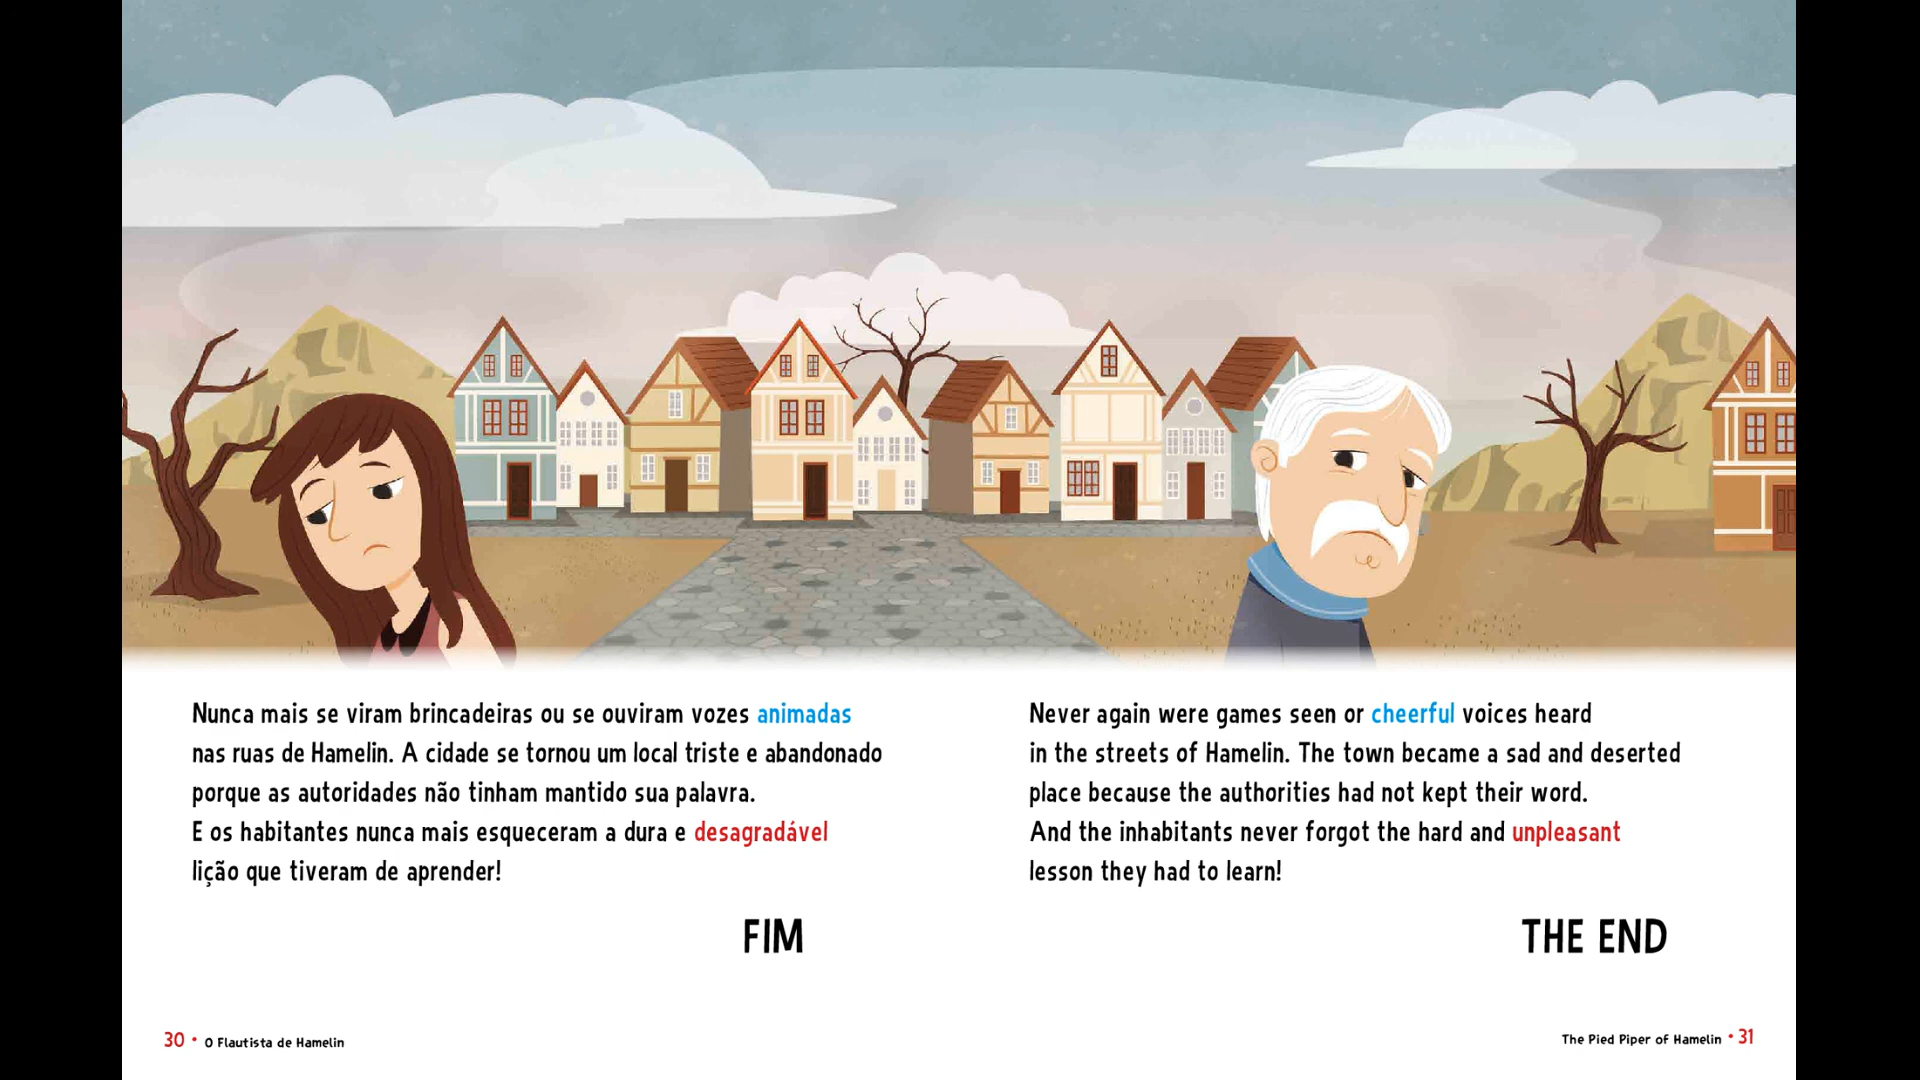 Nunca mais se viram brincadeiras ou se ouviram vozes animadas
nas ruas de Hamelin. A cidade se tornou um local triste e abandonado
porque as autoridades não tinham mantido sua palavra.
E os habitantes nunca mais esqueceram a dura e desagradável
lição que tiveram de aprender!
FIM
30 • O Flautista de Hamelin
Never again were games seen or cheerful voices heard
in the streets of Hamelin. The town became a sad and deserted
place because the authorities had not kept their word.
And the inhabitants never forgot the hard and unpleasant
lesson they had to learn!
THE END
The Pied Piper of Hamelin • 31